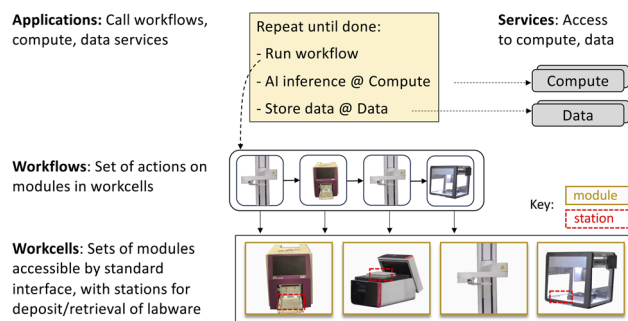 Applications: Call workflows,
compute, data services
Repeat until done:
- Run workflow
- AI inference @ Compute
- Store data @ Data
Services: Access
to compute, data
Compute
Data
Workflows: Set of actions on
modules in workcells
Key:
module
station
Workcells: Sets of modules
accessible by standard
interface, with stations for
deposit/retrieval of labware